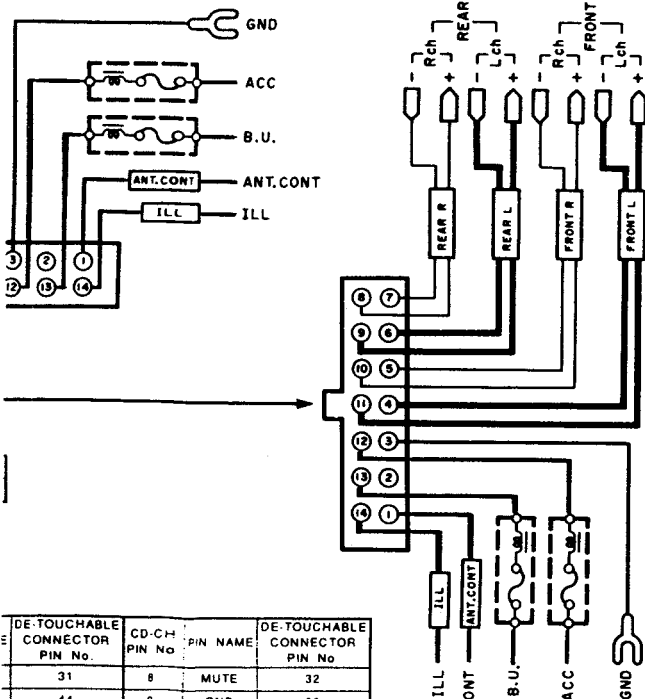 GND
ACC
B.U.
ANT.CONT ANT.CONT
ILL ILL
3 2 1
12 13 14
REAR FRONT
Rch Lch Rch Lch
- + - + - + - +
REAR R REAR L FRONT R FRONT L
8 7
9 6
10 5
11 4
12 3
13 2
14 1
ILL ANT.CONT
ILL ONT B.U. ACC GND
DE-TOUCHABLE CONNECTOR PIN No. CD-CH PIN No PIN NAME DE-TOUCHABLE CONNECTOR PIN No
31 8 MUTE 32